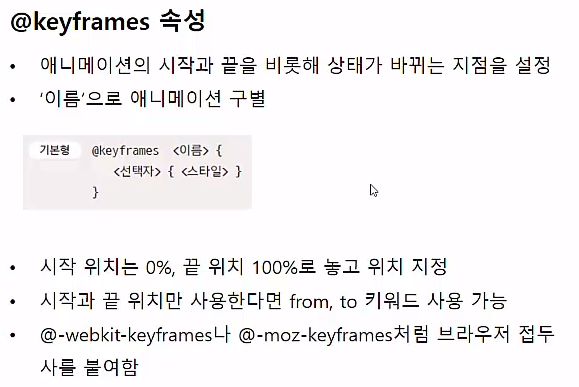 @keyframes 속성
• 애니메이션의 시작과 끝을 비롯해 상태가 바뀌는 지점을 설정
• ‘이름’으로 애니메이션 구별
기본형 @keyframes <이름> {
<선택자> { <스타일> }
}
• 시작 위치는 0%, 끝 위치 100%로 놓고 위치 지정
• 시작과 끝 위치만 사용한다면 from, to 키워드 사용 가능
• @-webkit-keyframes나 @-moz-keyframes처럼 브라우저 접두
사를 붙여함